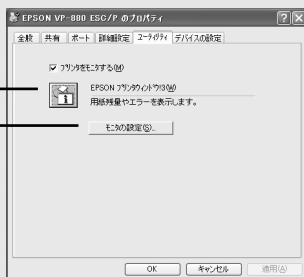 EPSON VP-880 ESC/P のプロパティ
全般 共有 ポート 詳細設定 ユーティリティ デバイスの設定
プリンタをモニタする(M)
EPSON プリンタウィンドウ!3(W)
用紙残量やエラーを表示します。
モニタの設定(S)...
OK キャンセル 適用(A)